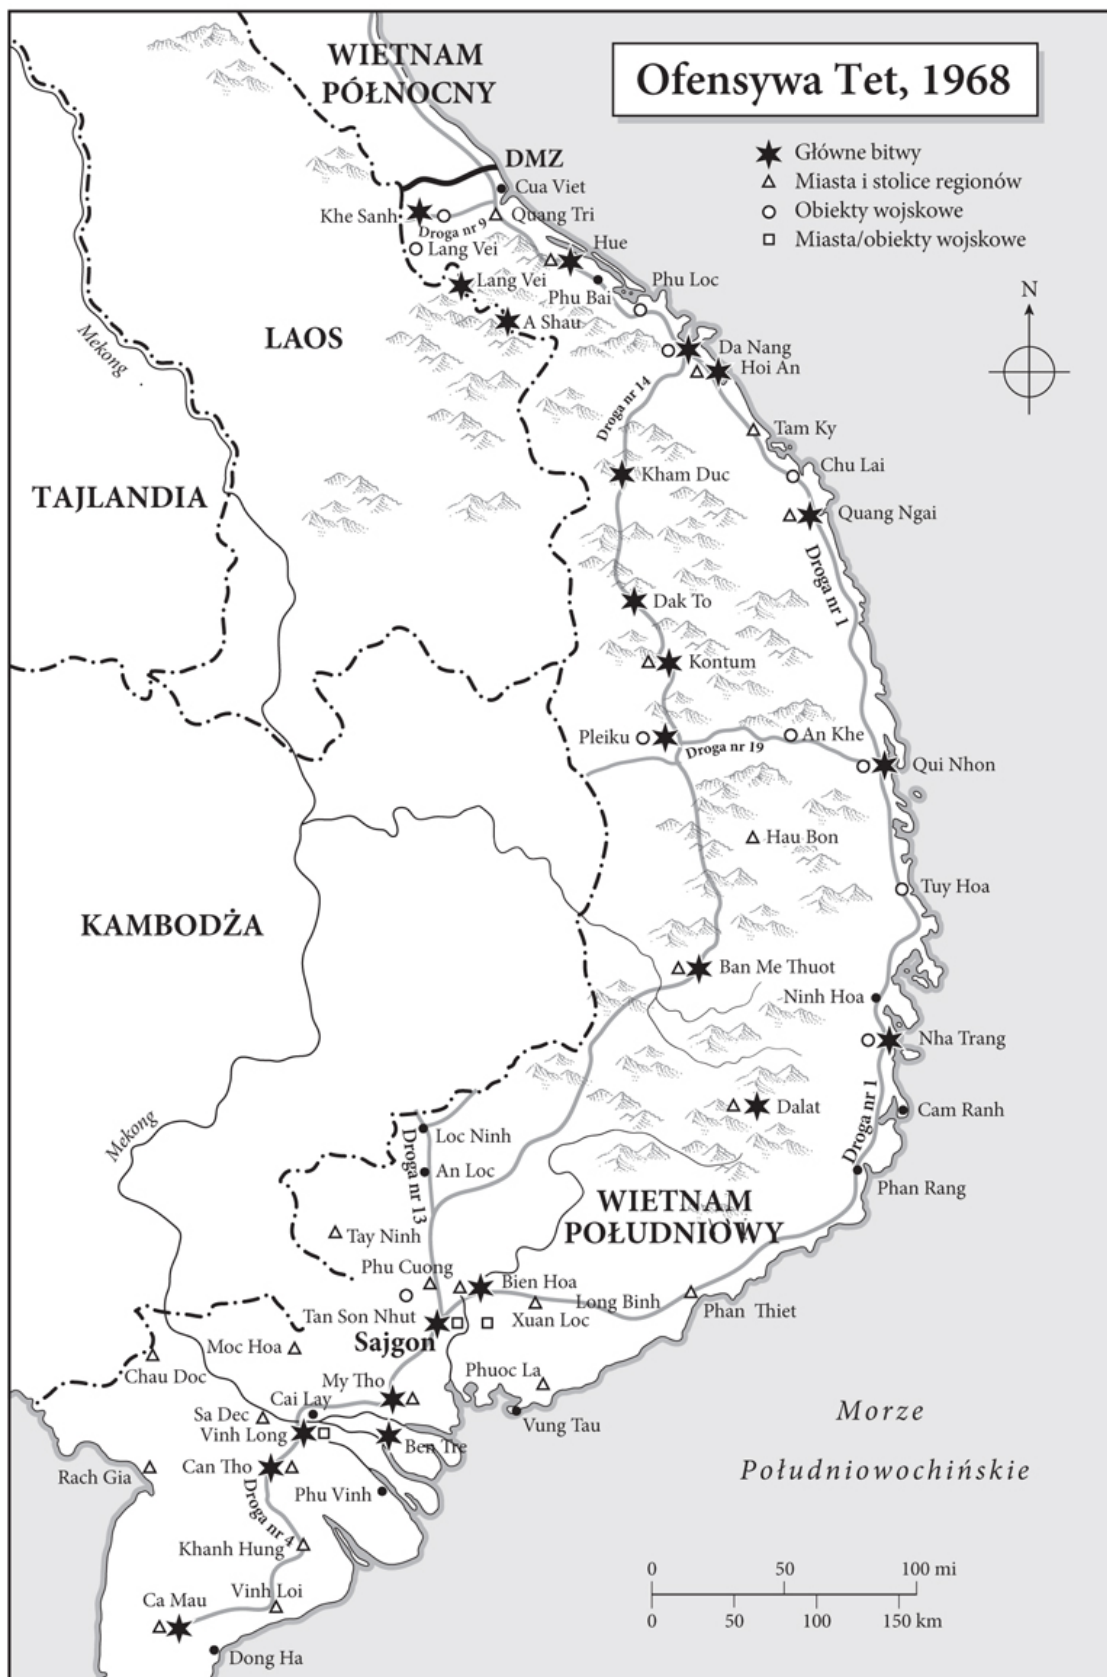 Ofensywa Tet, 1968
Główne bitwy
Miasta i stolice regionów
Obiekty wojskowe
Miasta/obiekty wojskowe
N
WIETNAM
PÓŁNOCNY
DMZ
Cua Viet
Khe Sanh
Quang Tri
Droga nr 9
Lang Vei
Hue
Lang Vei
Phu Bai
Phu Loc
A Shau
LAOS
Mekong
Da Nang
Hoi An
Droga nr 14
Tam Ky
Chu Lai
Kham Duc
TAJLANDIA
Quang Ngai
Droga nr 1
Dak To
Kontum
Pleiku
An Khe
Droga nr 19
Qui Nhon
Hau Bon
Tuy Hoa
KAMBODŻA
Ban Me Thuot
Ninh Hoa
Nha Trang
Dalat
Cam Ranh
Droga nr 1
Mekong
Loc Ninh
Droga nr 13
An Loc
Phan Rang
WIETNAM
POŁUDNIOWY
Tay Ninh
Phu Cuong
Bien Hoa
Long Binh
Phan Thiet
Tan Son Nhut
Xuan Loc
Sajgon
Moc Hoa
Chau Doc
My Tho
Phuoc La
Cai Lay
Vung Tau
Sa Dec
Vinh Long
Ben Tre
Morze
Południowochińskie
Rach Gia
Can Tho
Phu Vinh
Droga nr 4
Khanh Hung
Vinh Loi
Ca Mau
Dong Ha
0 50 100 mi
0 50 100 150 km